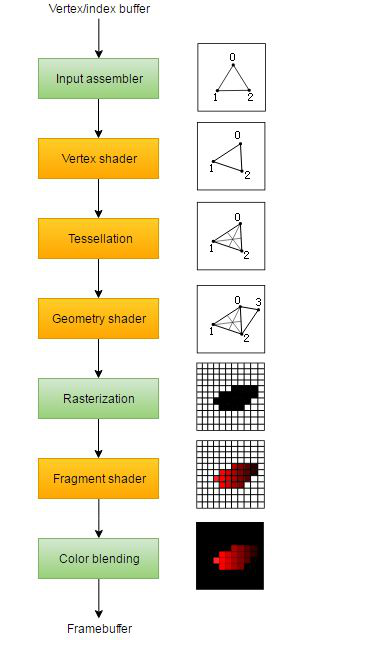 Vertex/index buffer
Input assembler
0
1 2
Vertex shader
0
1
2
Tessellation
0
1
2
Geometry shader
0 3
1
2
Rasterization
Fragment shader
Color blending
Framebuffer